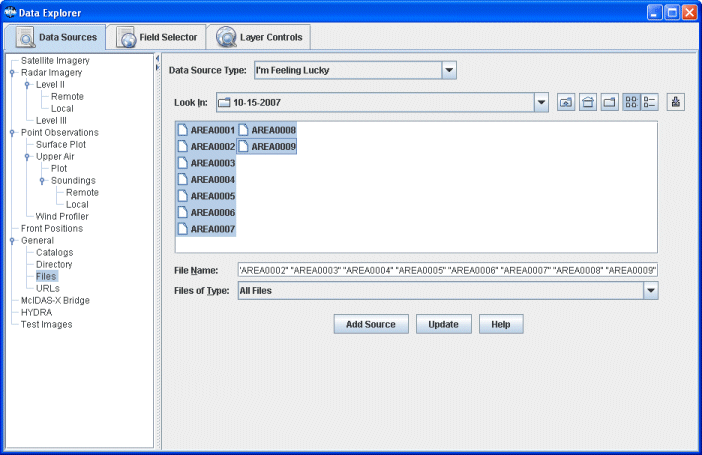 Data Explorer
Data Sources
Field Selector
Layer Controls
Satellite Imagery
Radar Imagery
Level II
Remote
Local
Level III
Point Observations
Surface Plot
Upper Air
Plot
Soundings
Remote
Local
Wind Profiler
Front Positions
General
Catalogs
Directory
Files
URLs
McIDAS-X Bridge
HYDRA
Test Images
Data Source Type: I'm Feeling Lucky
Look In: 10-15-2007
AREA0001 AREA0008
AREA0002 AREA0009
AREA0003
AREA0004
AREA0005
AREA0006
AREA0007
File Name: "AREA0002" "AREA0003" "AREA0004" "AREA0005" "AREA0006" "AREA0007" "AREA0008" "AREA0009"
Files of Type: All Files
Add Source Update Help